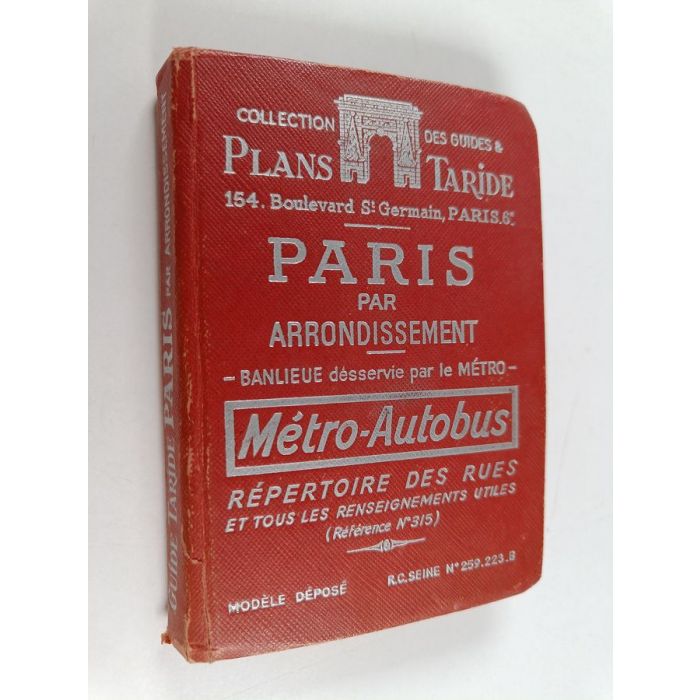 COLLECTION DES GUIDES &
PLANS TARIDE
154. Boulevard St Germain, PARIS.6e
PARIS
PAR
ARRONDISSEMENT
- BANLIEUE désservie par le MÉTRO -
Métro-Autobus
RÉPERTOIRE DES RUES
ET TOUS LES RENSEIGNEMENTS UTILES
(Référence N°315)
MODÈLE DÉPOSÉ R.C. SEINE N° 259.223.B
GUIDE TARIDE PARIS PAR ARRONDISSEMENT